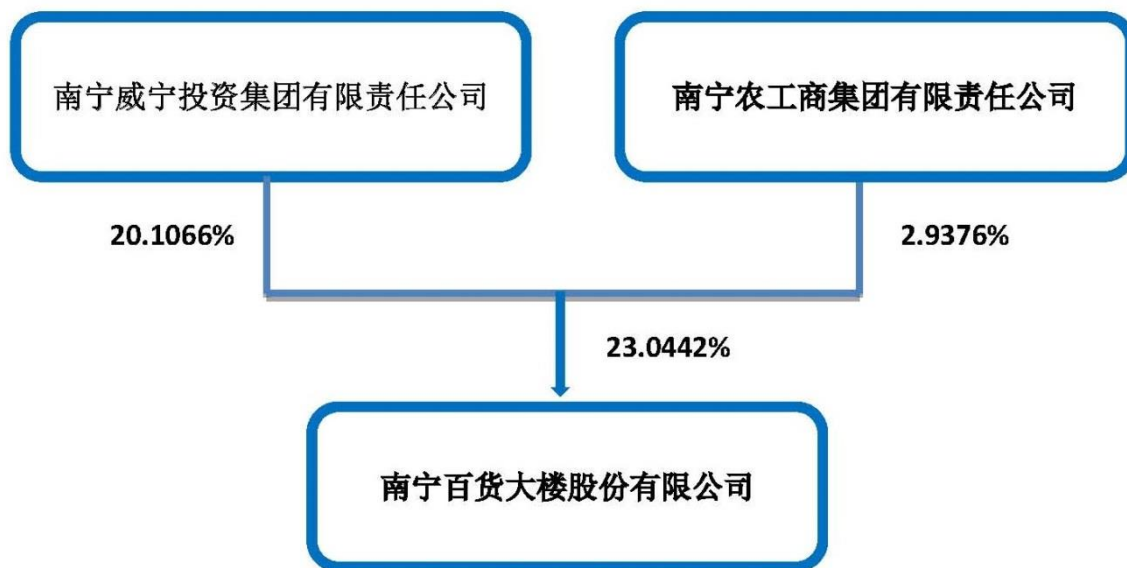 南宁威宁投资集团有限责任公司
南宁农工商集团有限责任公司
20.1066%
2.9376%
23.0442%
南宁百货大楼股份有限公司